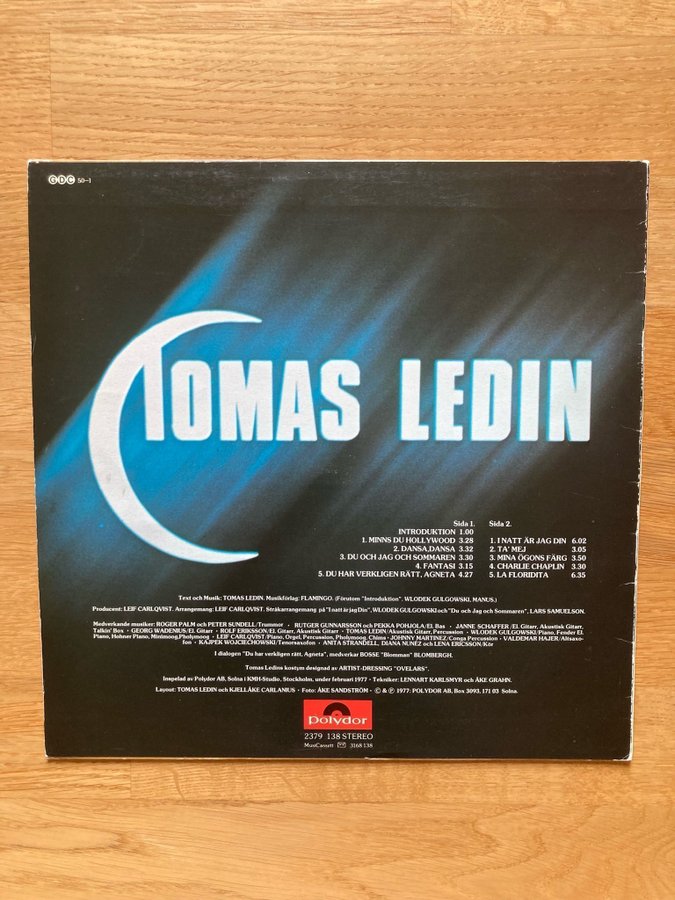 GDC 50-1
TOMAS LEDIN
Sida 1.
INTRODUKTION 1.00
1. MINNS DU HOLLYWOOD 3.28
2. DANSA, DANSA 3.32
3. DU OCH JAG OCH SOMMAREN 3.30
4. FANTASI 3.15
5. DU HAR VERKLIGEN RÄTT, AGNETA 4.27
Sida 2.
1. I NATT ÄR JAG DIN 6.02
2. TA' MEJ 3.05
3. MINA ÖGONS FÄRG 3.50
4. CHARLIE CHAPLIN 3.30
5. LA FLORIDITA 6.35
Text och Musik: TOMAS LEDIN. Musikförlag: FLAMINGO. (Förutom "Introduktion", WLODEK GULGOWSKI, MANUS.)
Producent: LEIF CARLQVIST. Arrangemang: LEIF CARLQVIST. Stråkarrangemang på "I natt är jag Din", WLODEK GULGOWSKI och "Du och Jag och Sommaren", LARS SAMUELSON.
Medverkande musiker: ROGER PALM och PETER SUNDELL/Trummor · RUTGER GUNNARSSON och PEKKA POHJOLA/El. Bas · JANNE SCHAFFER/El. Gitarr, Akustisk Gitarr,
Talkin' Box · GEORG WADENIUS/El. Gitarr · ROLF ERIKSSON/El. Gitarr, Akustisk Gitarr · TOMAS LEDIN/Akustisk Gitarr, Percussion · WLODEK GULGOWSKI/Piano, Fender El.
Piano, Hohner Piano, Minimoog, Polymoog · LEIF CARLQVIST/Piano, Orgel, Percussion, Polymoog, Chims · JOHNNY MARTINEZ/Conga Percussion · VALDEMAR HAJER/Altsaxo-
fon · KAJPEK WOJCIECHOWSKI/Tenorsaxofon · ANITA STRANDELL, DIANA NUNEZ och LENA ERICSSON/Kör
I dialogen "Du har verkligen rätt, Agneta", medverkar BOSSE "Blomman" BLOMBERGH.
Tomas Ledins kostym designad av ARTIST-DRESSING "OVELARS".
Inspelad av Polydor AB, Solna i KMH-Studio, Stockholm, under februari 1977 · Tekniker: LENNART KARLSMYR och ÅKE GRAHN.
Layout: TOMAS LEDIN och KJELLÅKE CARLANIUS · Foto: ÅKE SANDSTRÖM · © & ℗ 1977: POLYDOR AB, Box 3093, 171 03 Solna.
polydor
2379 138 STEREO
MusiCasett 3168 138